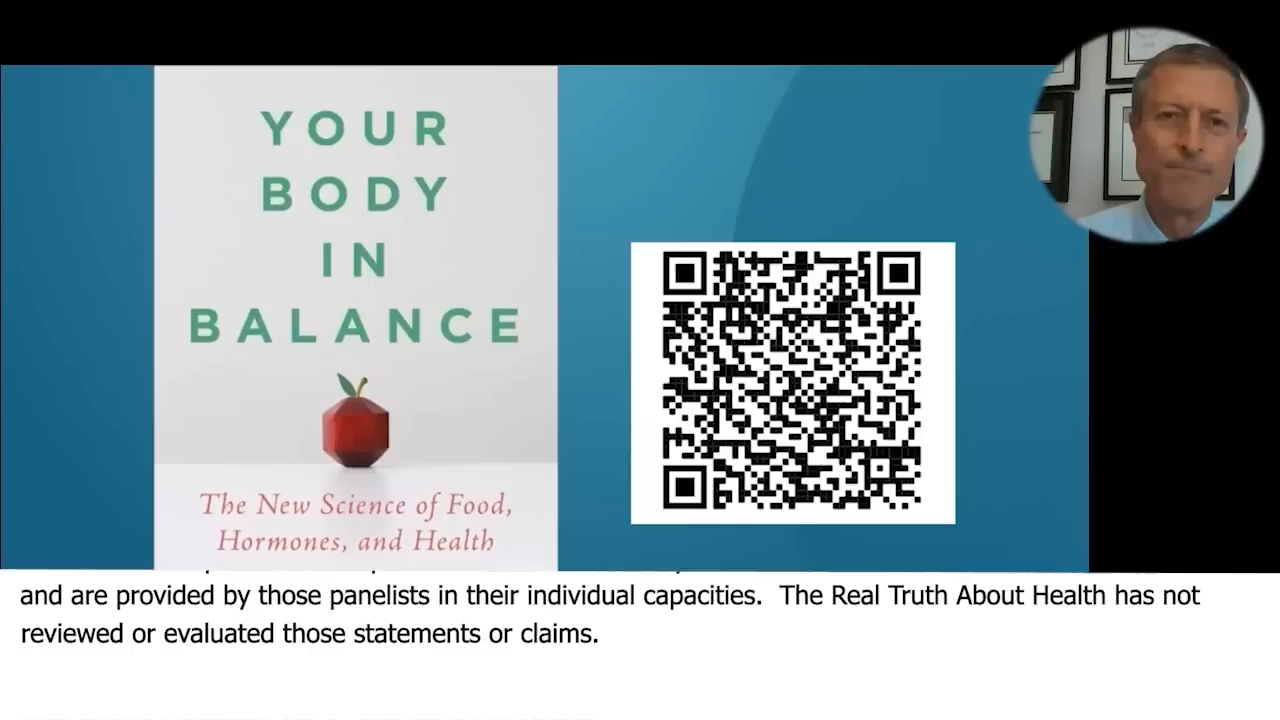 YOUR
BODY
IN
BALANCE
The New Science of Food,
Hormones, and Health
and are provided by those panelists in their individual capacities.  The Real Truth About Health has not
reviewed or evaluated those statements or claims.